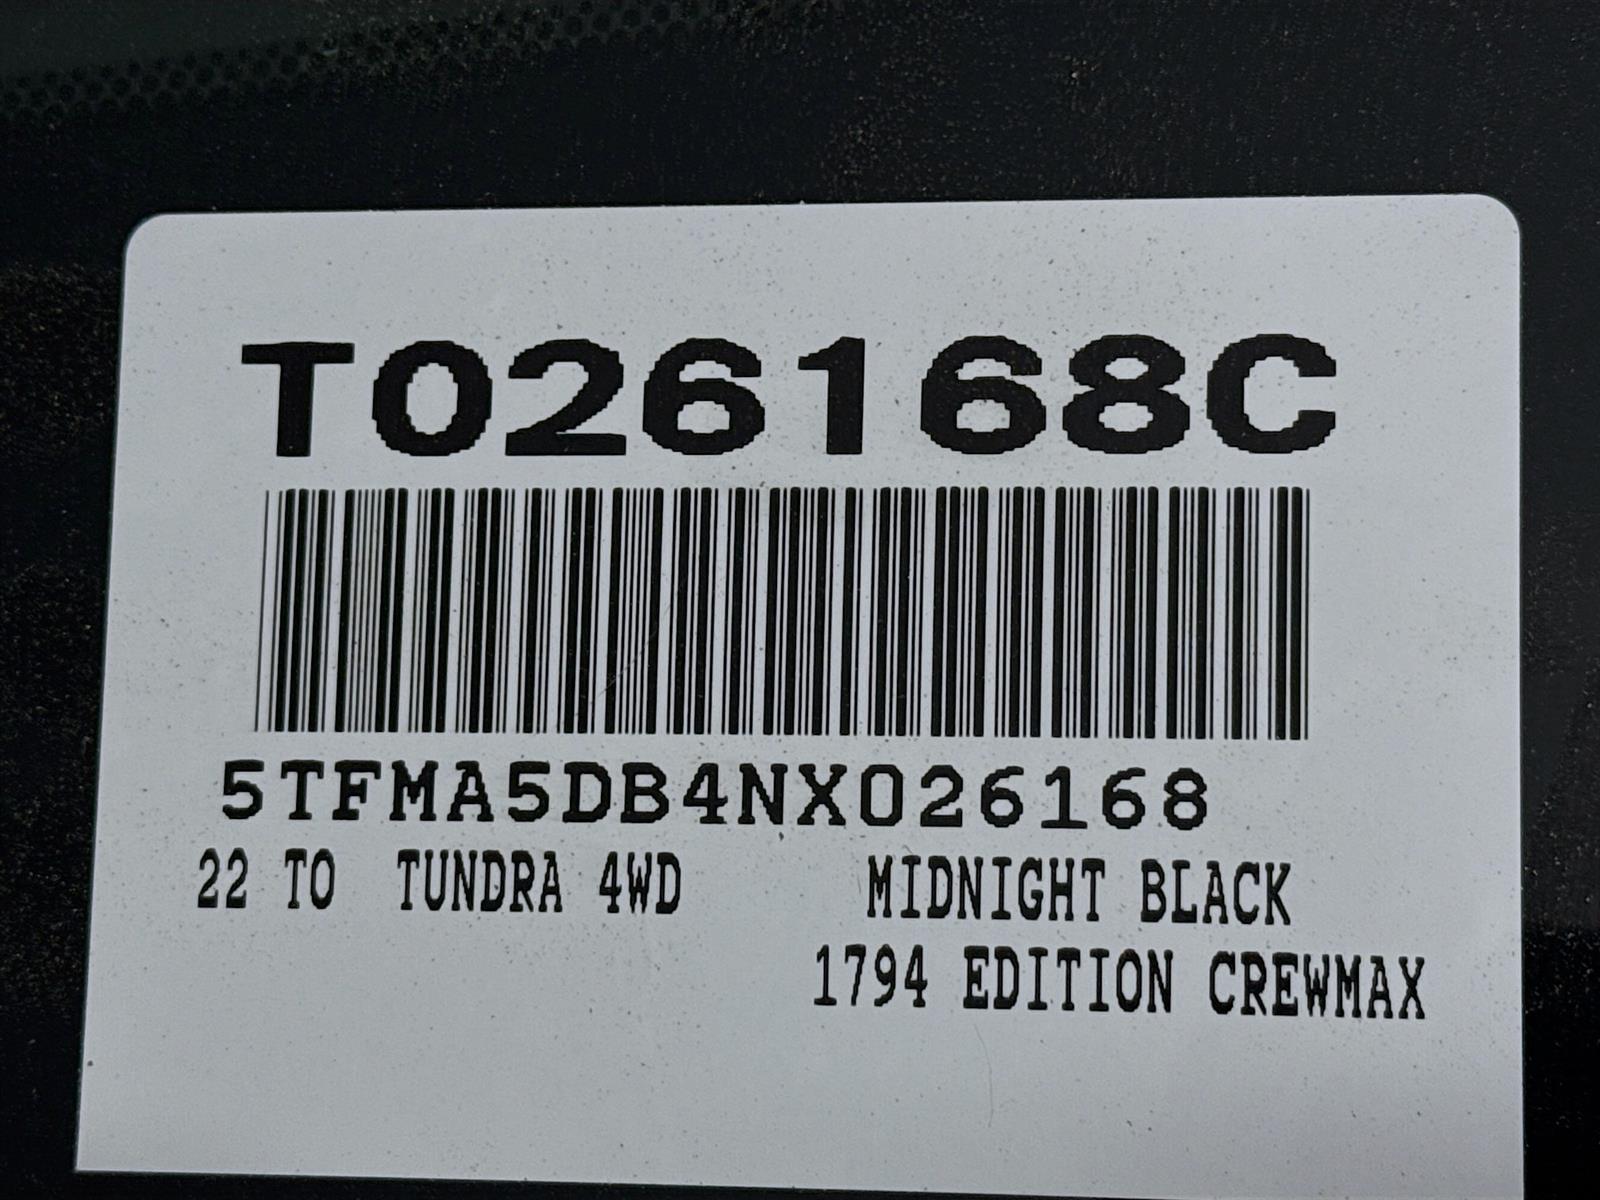 T026168C
5TFMA5DB4NX026168
22 TO TUNDRA 4WD MIDNIGHT BLACK
1794 EDITION CREWMAX